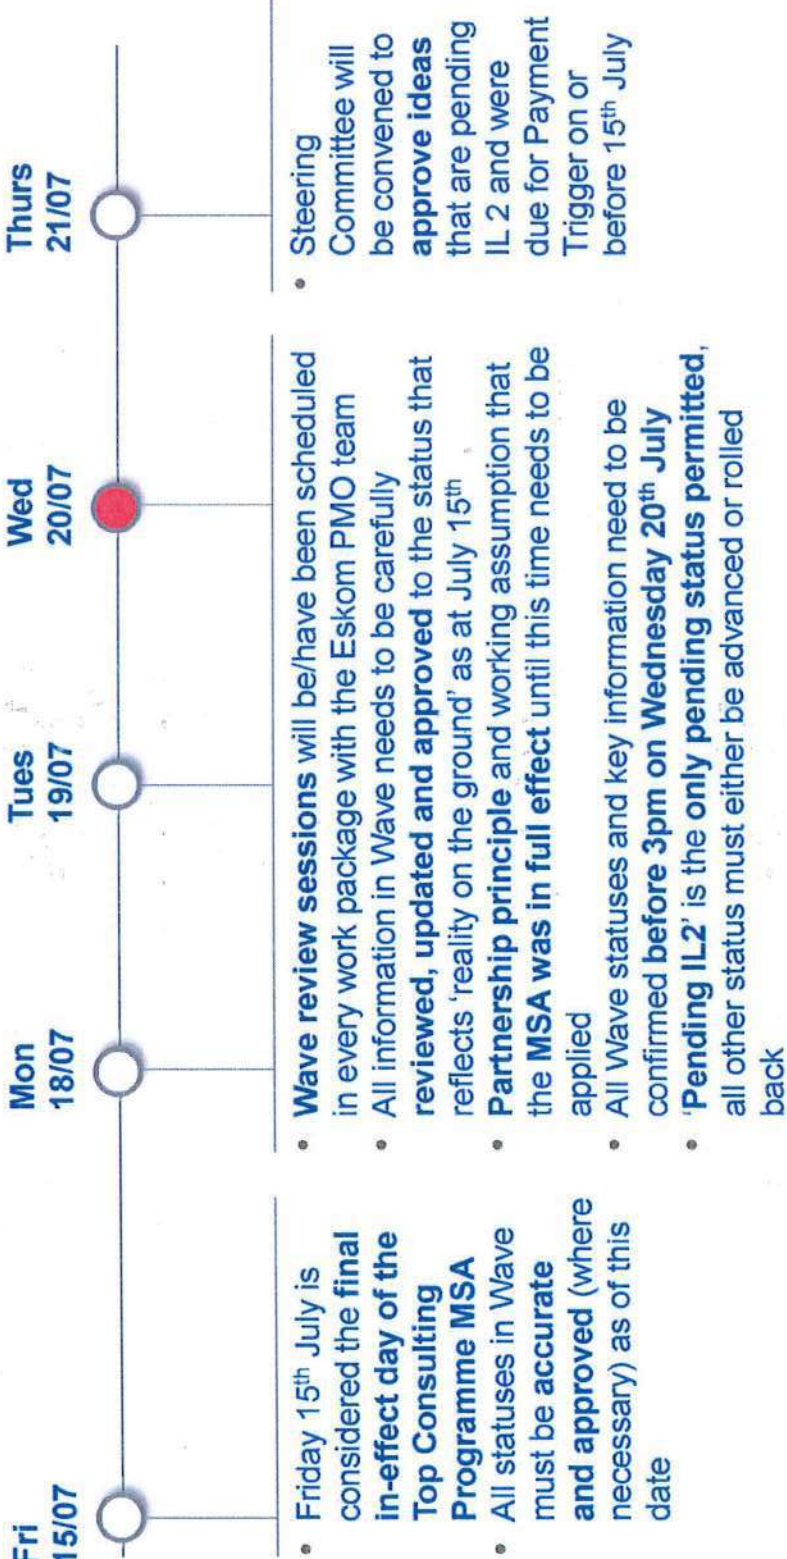 Fri
15/07
Mon
18/07
Tues
19/07
Wed
20/07
Thurs
21/07
• Friday 15th July is
considered the final
in-effect day of the
Top Consulting
Programme MSA
• All statuses in Wave
must be accurate
and approved (where
necessary) as of this
date
• Wave review sessions will be/have been scheduled
in every work package with the Eskom PMO team
• All information in Wave needs to be carefully
reviewed, updated and approved to the status that
reflects 'reality on the ground' as at July 15th
• Partnership principle and working assumption that
the MSA was in full effect until this time needs to be
applied
• All Wave statuses and key information need to be
confirmed before 3pm on Wednesday 20th July
• 'Pending IL2' is the only pending status permitted,
all other status must either be advanced or rolled
back
• Steering
Committee will
be convened to
approve ideas
that are pending
IL2 and were
due for Payment
Trigger on or
before 15th July